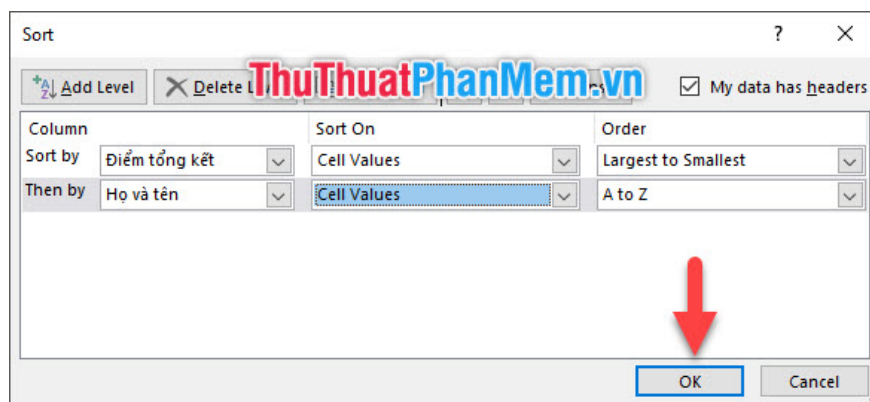 Sort ?
Add Level Delete ThuThuatPhanMem.vn My data has headers
Column Sort On Order
Sort by Điểm tổng kết Cell Values Largest to Smallest
Then by Họ và tên Cell Values A to Z
OK Cancel